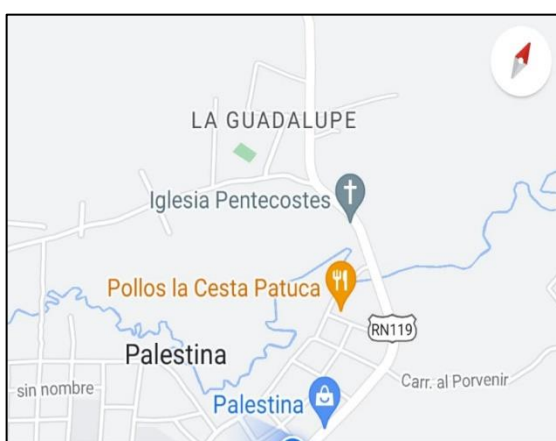 LA GUADALUPE
Iglesia Pentecostes
Pollos la Cesta Patuca
RN119
Palestina
sin nombre
Carr. al Porvenir
Palestina